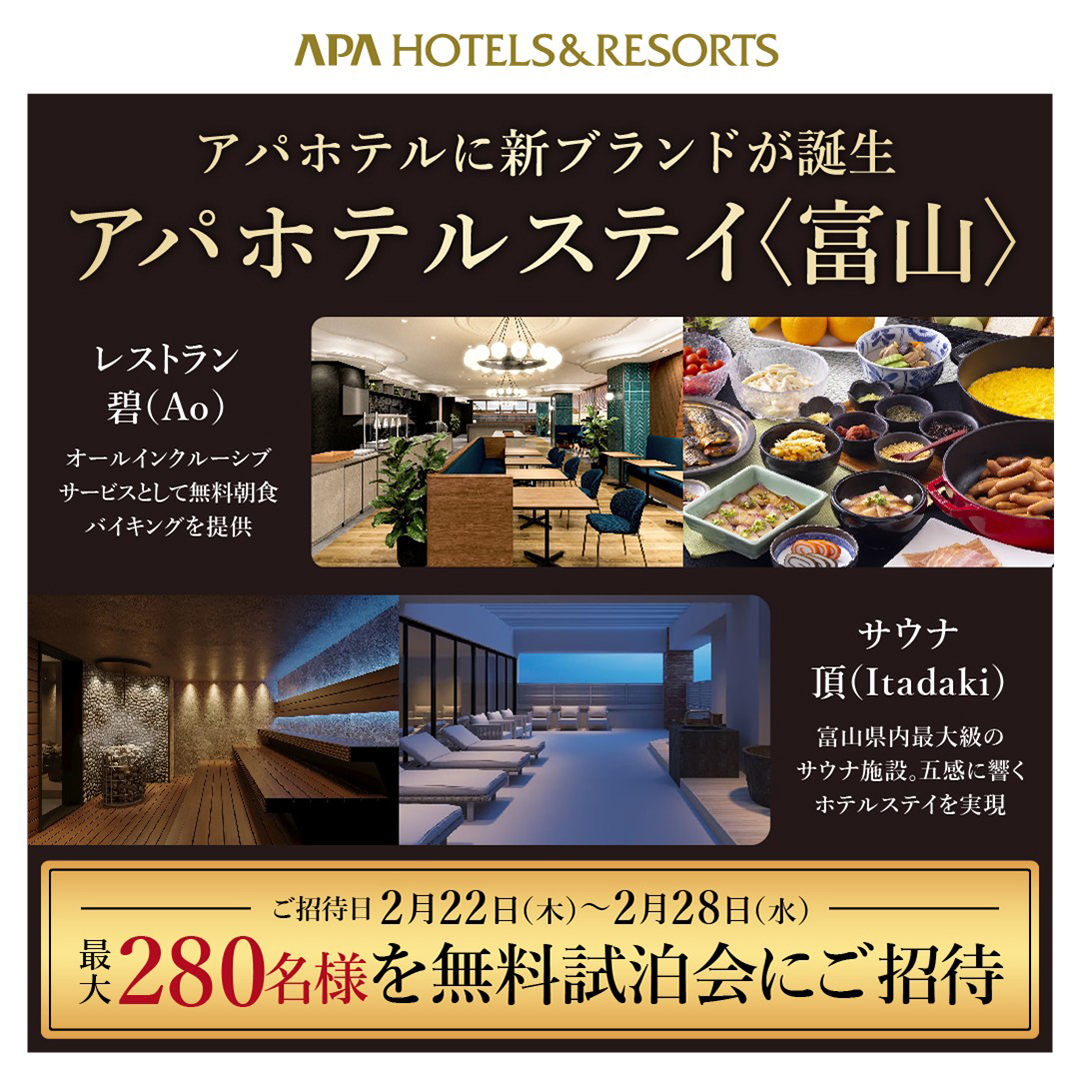 APA HOTELS&RESORTS
アパホテルに新ブランドが誕生
アパホテルステイ〈富山〉
レストラン
碧(Ao)
オールインクルーシブ
サービスとして無料朝食
バイキングを提供
サウナ
頂(Itadaki)
富山県内最大級の
サウナ施設。五感に響く
ホテルステイを実現
ご招待日 2月22日(木)~2月28日(水)
最大280名様を無料試泊会にご招待